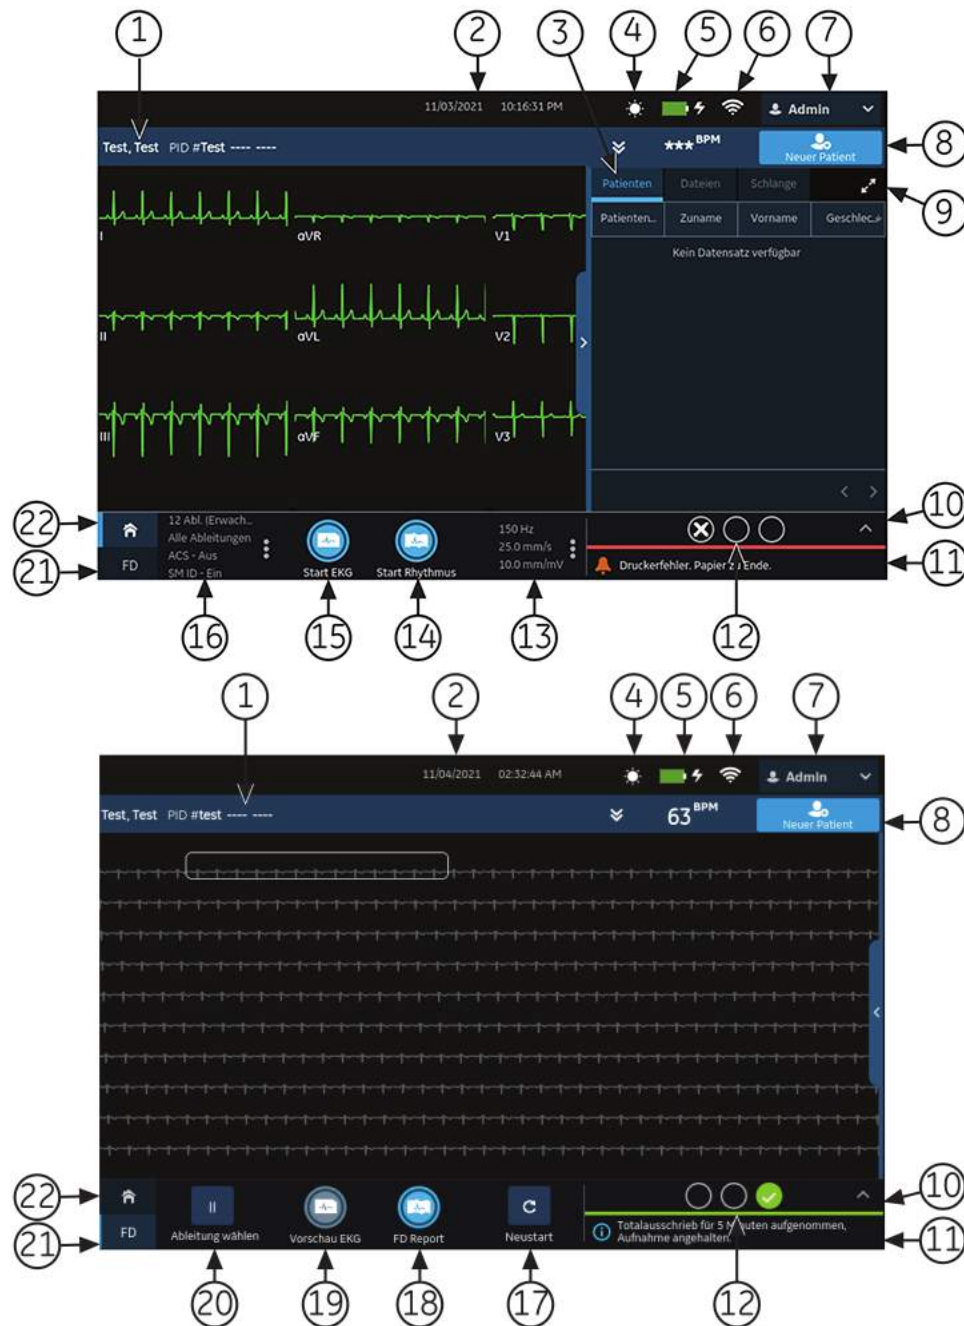 1 2 3 4 5 6 7
11/03/2021 10:16:31 PM Admin
Test, Test PID #Test ---- ---- *** BPM Neuer Patient 8
Patienten Dateien Schlange 9
Patienten... Zuname Vorname Geschlec...
Kein Datensatz verfügbar
I aVR V1
II aVL V2
III aVF V3
22 10
12 Abl. (Erwach...
Alle Ableitungen
ACS - Aus
SM ID - Ein
Start EKG Start Rhythmus
150 Hz
25.0 mm/s
10.0 mm/mV
21 FD Druckerfehler. Papier zu Ende. 11
16 15 14 13 12
1 2 4 5 6 7
11/04/2021 02:32:44 AM Admin
Test, Test PID #test ---- ---- 63 BPM Neuer Patient 8
22 10
21 FD Ableitung wählen Vorschau EKG FD Report Neustart
Totalausschrieb für 5 Minuten aufgenommen,
Aufnahme angehalten. 11
II
20 19 18 17 12